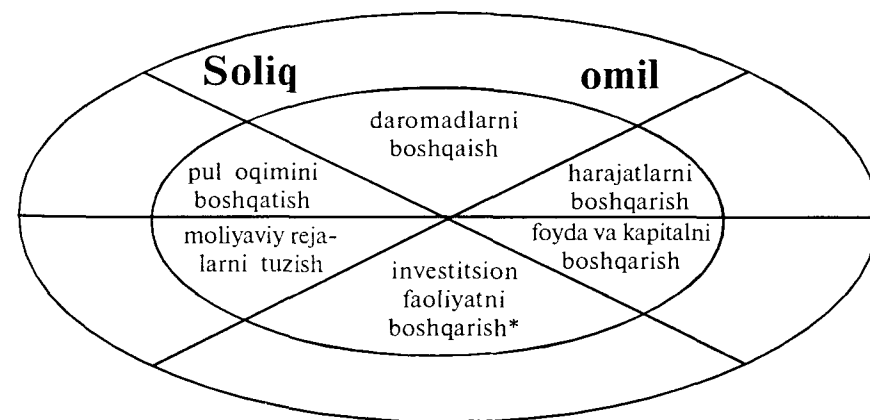 Soliq omil
daromadlarni
boshqaish
pul oqimini
boshqatish
harajatlarni
boshqarish
moliyaviy reja-
larni tuzish
foyda va kapitalni
boshqarish
investitsion
faoliyatni
boshqarish*